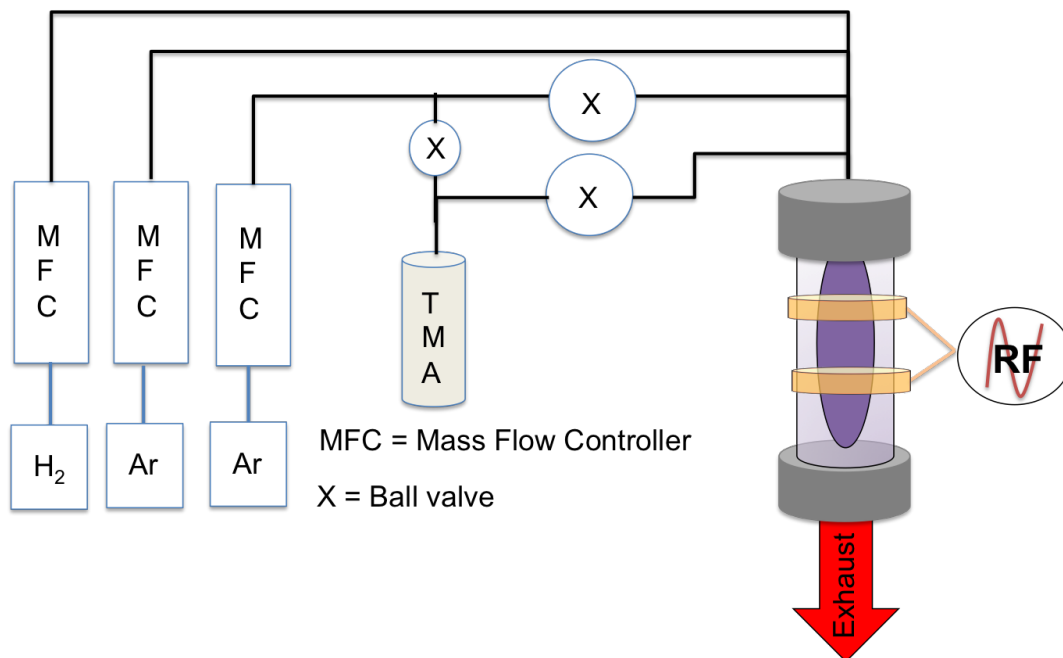 X
X
X
M
F
C
M
F
C
M
F
C
T
M
A
RF
H2
Ar
Ar
MFC = Mass Flow Controller
X = Ball valve
Exhaust